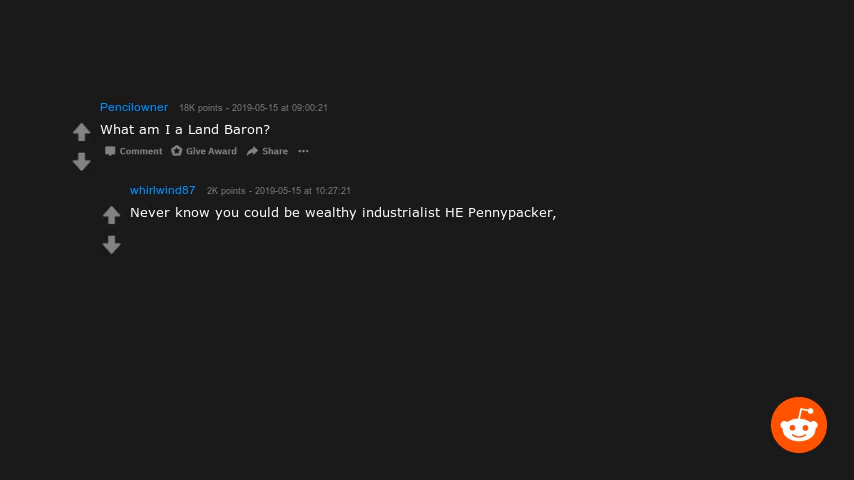 Pencilowner 18K points - 2019-05-15 at 09:00:21
What am I a Land Baron?
Comment Give Award Share ···
whirlwind87 2K points - 2019-05-15 at 10:27:21
Never know you could be wealthy industrialist HE Pennypacker,